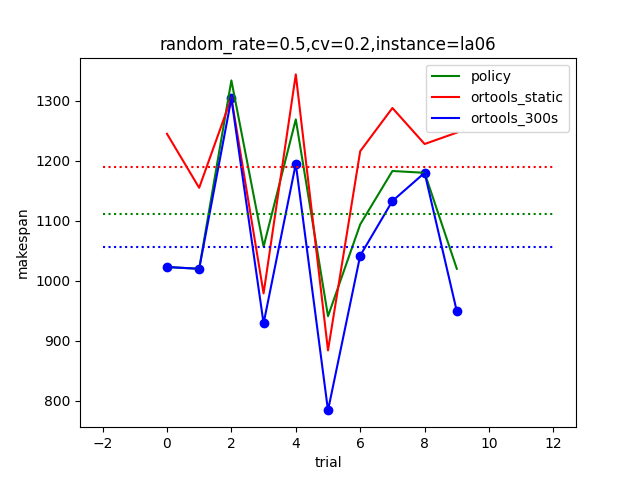 random_rate=0.5,cv=0.2,instance=la06
policy
ortools_static
ortools_300s
makespan
1300
1200
1100
1000
900
800
−2 0 2 4 6 8 10 12
trial